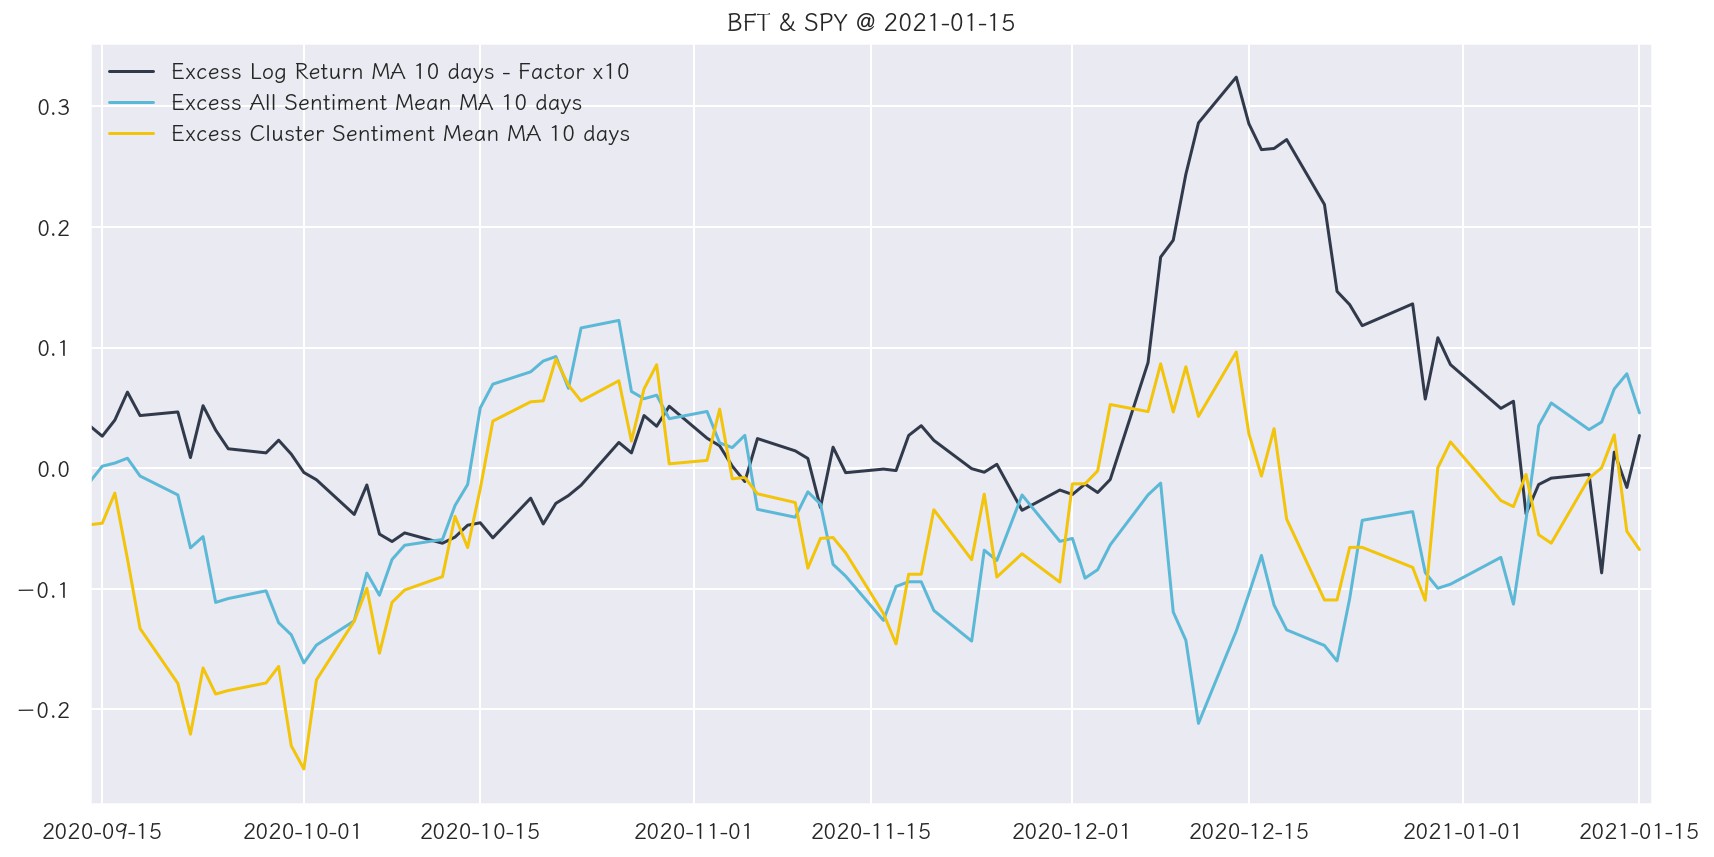 BFT & SPY @ 2021-01-15
Excess Log Return MA 10 days - Factor x10
Excess All Sentiment Mean MA 10 days
Excess Cluster Sentiment Mean MA 10 days
0.3
0.2
0.1
0.0
−0.1
−0.2
2020-09-15 2020-10-01 2020-10-15 2020-11-01 2020-11-15 2020-12-01 2020-12-15 2021-01-01 2021-01-15